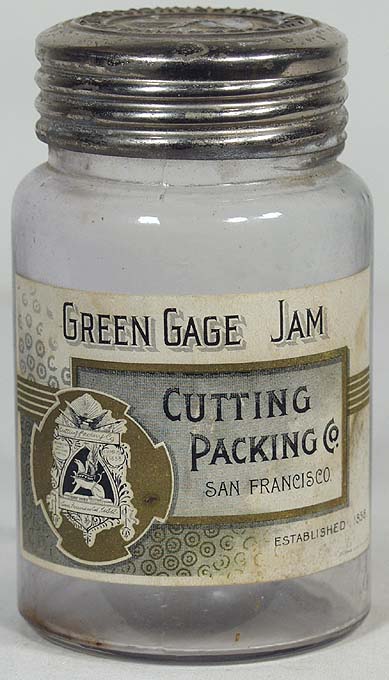 GREEN GAGE JAM
CUTTING
PACKING CO.
SAN FRANCISCO.
ESTABLISHED 1858